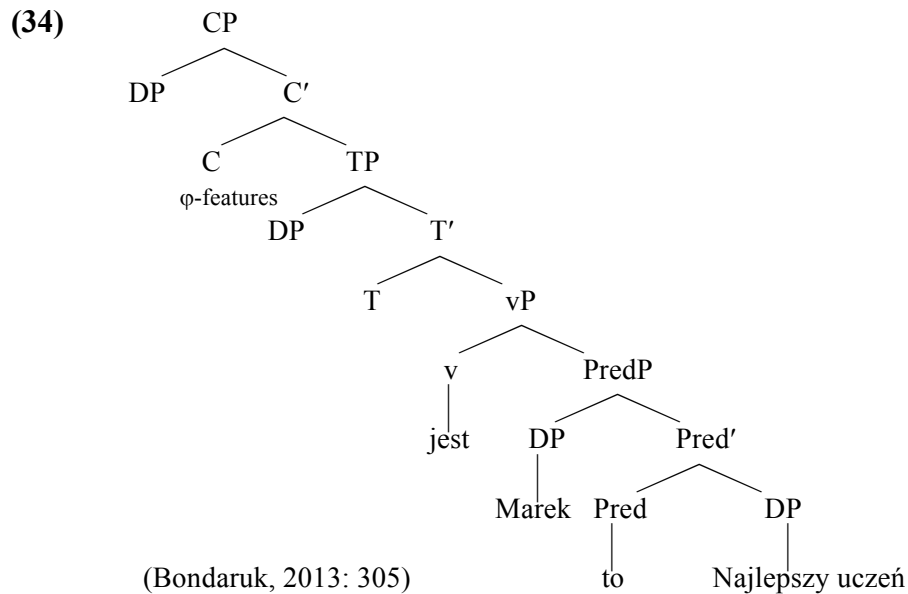 (34) CP
DP C′
C TP
φ-features
DP T′
T vP
v PredP
jest DP Pred′
Marek Pred DP
(Bondaruk, 2013: 305) to Najlepszy uczeń